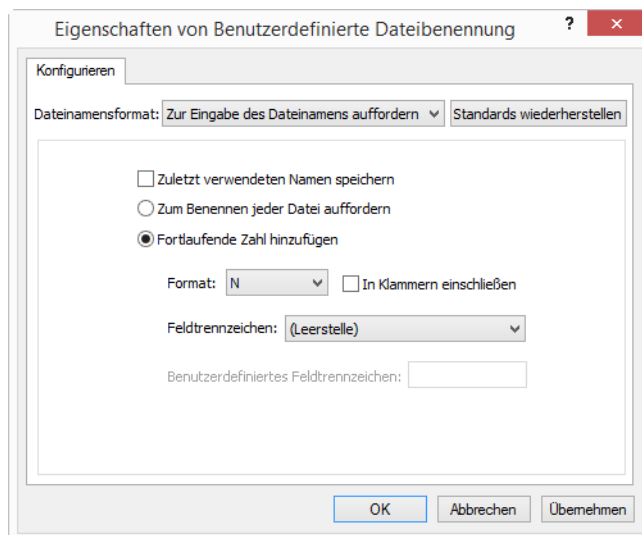 Eigenschaften von Benutzerdefinierte Dateibenennung ?
Konfigurieren
Dateinamensformat: Zur Eingabe des Dateinamens auffordern Standards wiederherstellen
Zuletzt verwendeten Namen speichern
Zum Benennen jeder Datei auffordern
Fortlaufende Zahl hinzufügen
Format: N In Klammern einschließen
Feldtrennzeichen: (Leerstelle)
Benutzerdefiniertes Feldtrennzeichen:
OK Abbrechen Übernehmen